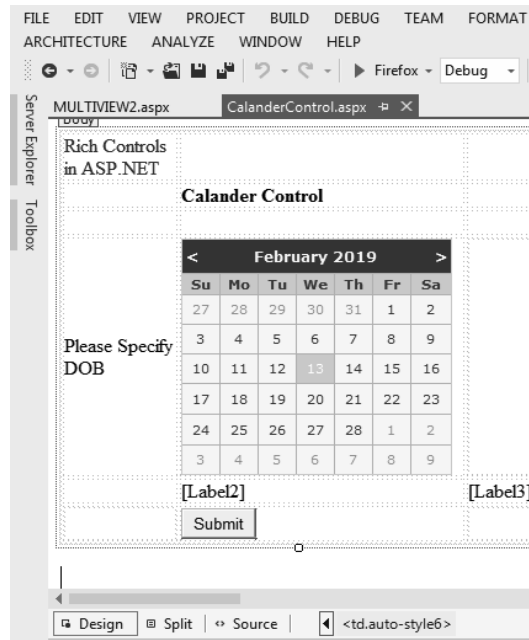 FILE EDIT VIEW PROJECT BUILD DEBUG TEAM FORMAT
ARCHITECTURE ANALYZE WINDOW HELP
Firefox Debug
Server Explorer
Toolbox
MULTIVIEW2.aspx CalanderControl.aspx
body
Rich Controls
in ASP.NET
Calander Control
< February 2019 >
Su Mo Tu We Th Fr Sa
27 28 29 30 31 1 2
3 4 5 6 7 8 9
Please Specify
DOB
10 11 12 13 14 15 16
17 18 19 20 21 22 23
24 25 26 27 28 1 2
3 4 5 6 7 8 9
[Label2] [Label3]
Submit
Design Split Source <td.auto-style6>